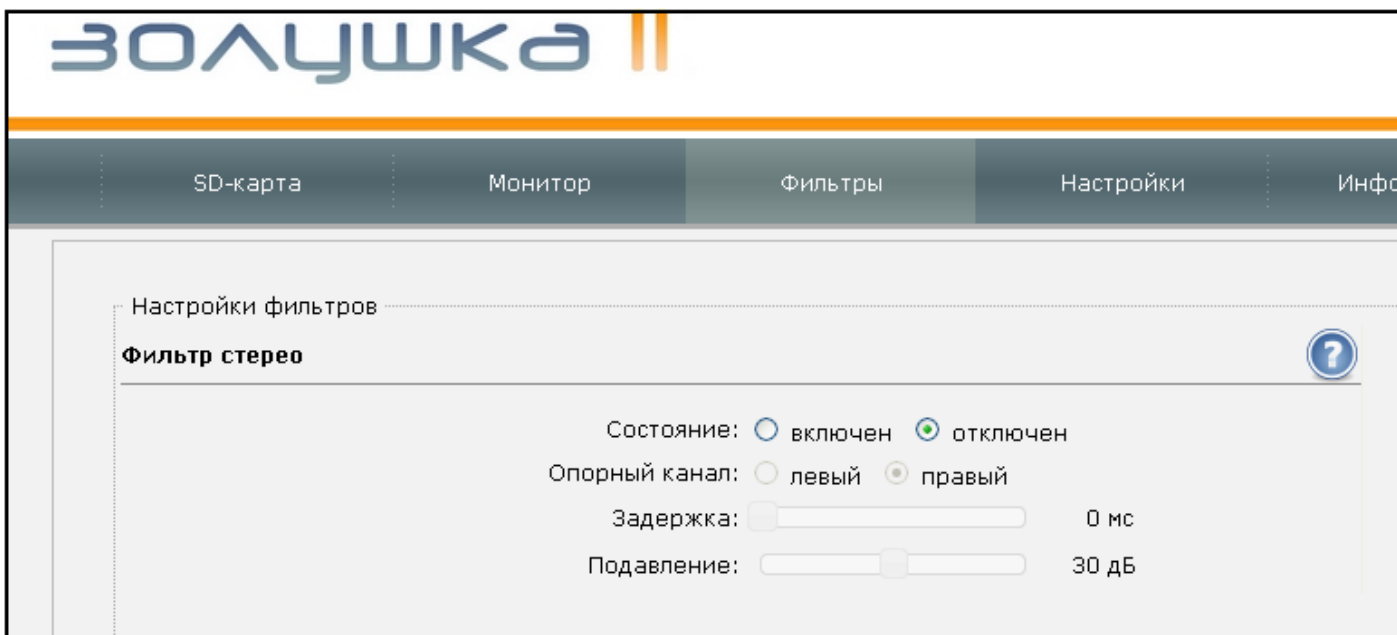 золушка II
SD-карта Монитор Фильтры Настройки
Настройки фильтров
Фильтр стерео ?
Состояние: включен отключен
Опорный канал: левый правый
Задержка: 0 мс
Подавление: 30 дБ